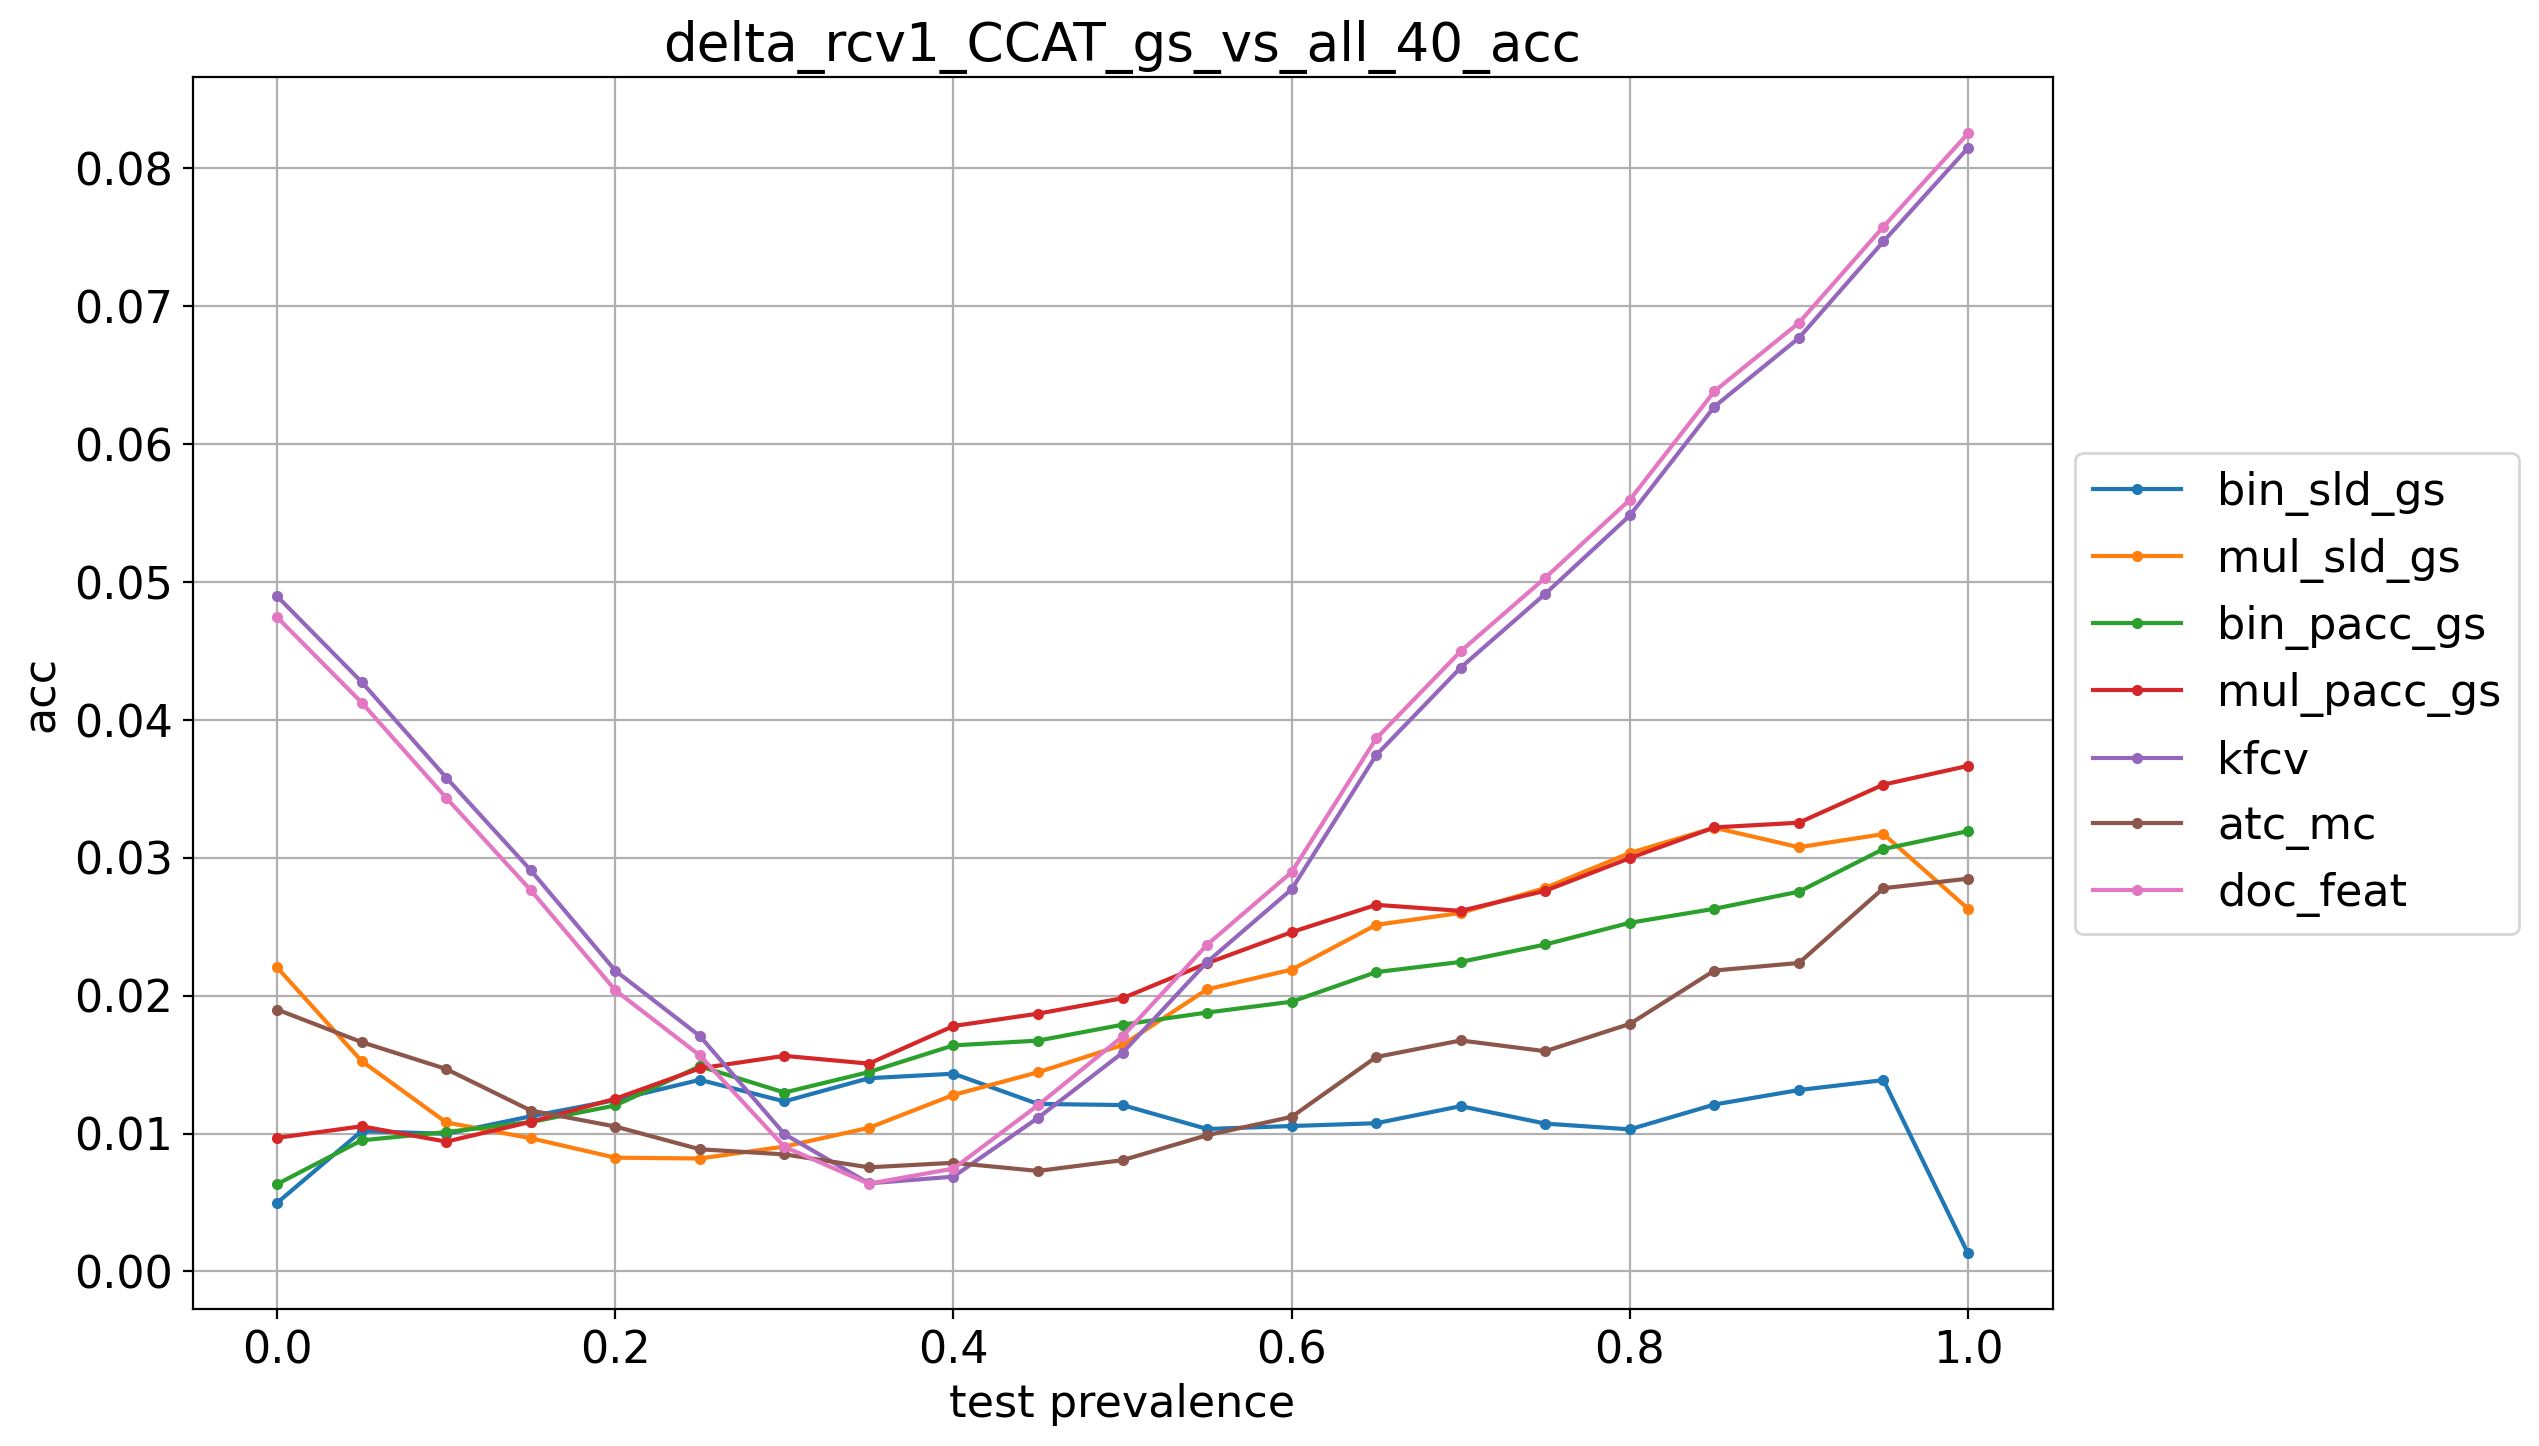 delta_rcv1_CCAT_gs_vs_all_40_acc
acc
0.08
0.07
0.06
0.05
0.04
0.03
0.02
0.01
0.00
0.0 0.2 0.4 0.6 0.8 1.0
test prevalence
bin_sld_gs
mul_sld_gs
bin_pacc_gs
mul_pacc_gs
kfcv
atc_mc
doc_feat